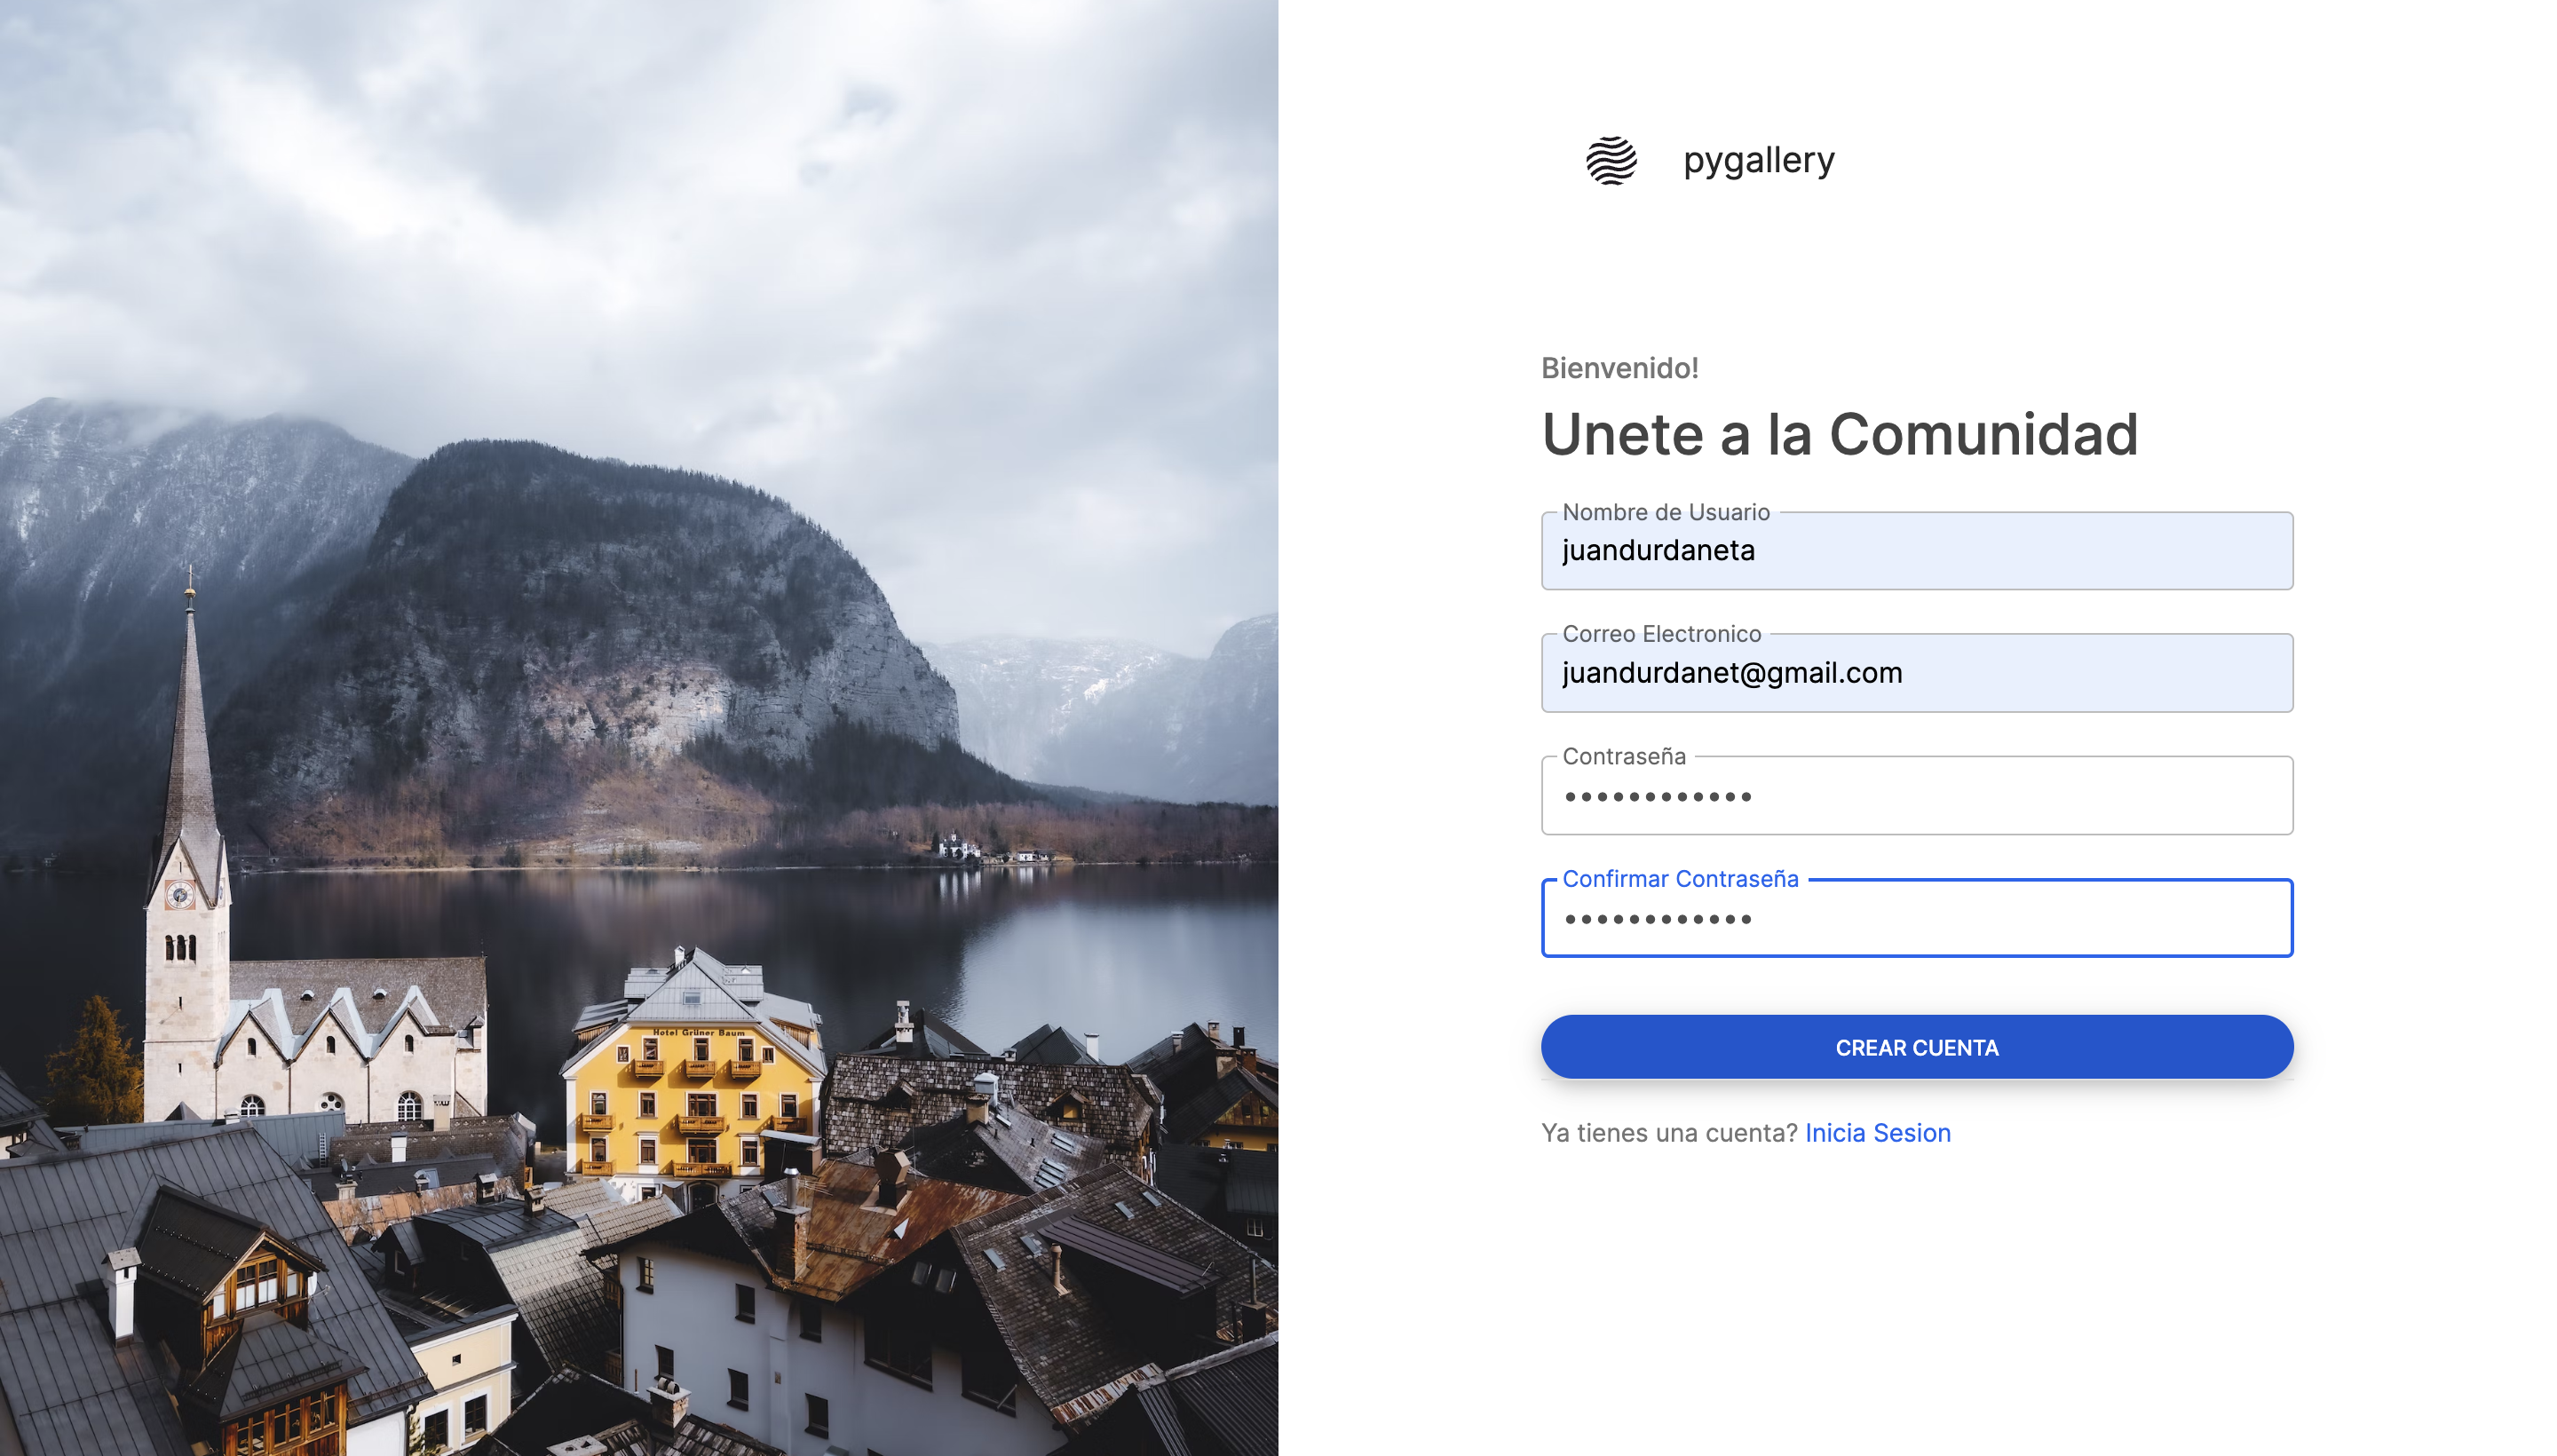 Hotel Grüner Baum
pygallery
Bienvenido!
Unete a la Comunidad
Nombre de Usuario
juandurdaneta
Correo Electronico
juandurdanet@gmail.com
Contraseña
••••••••••••
Confirmar Contraseña
••••••••••••
CREAR CUENTA
Ya tienes una cuenta? Inicia Sesion